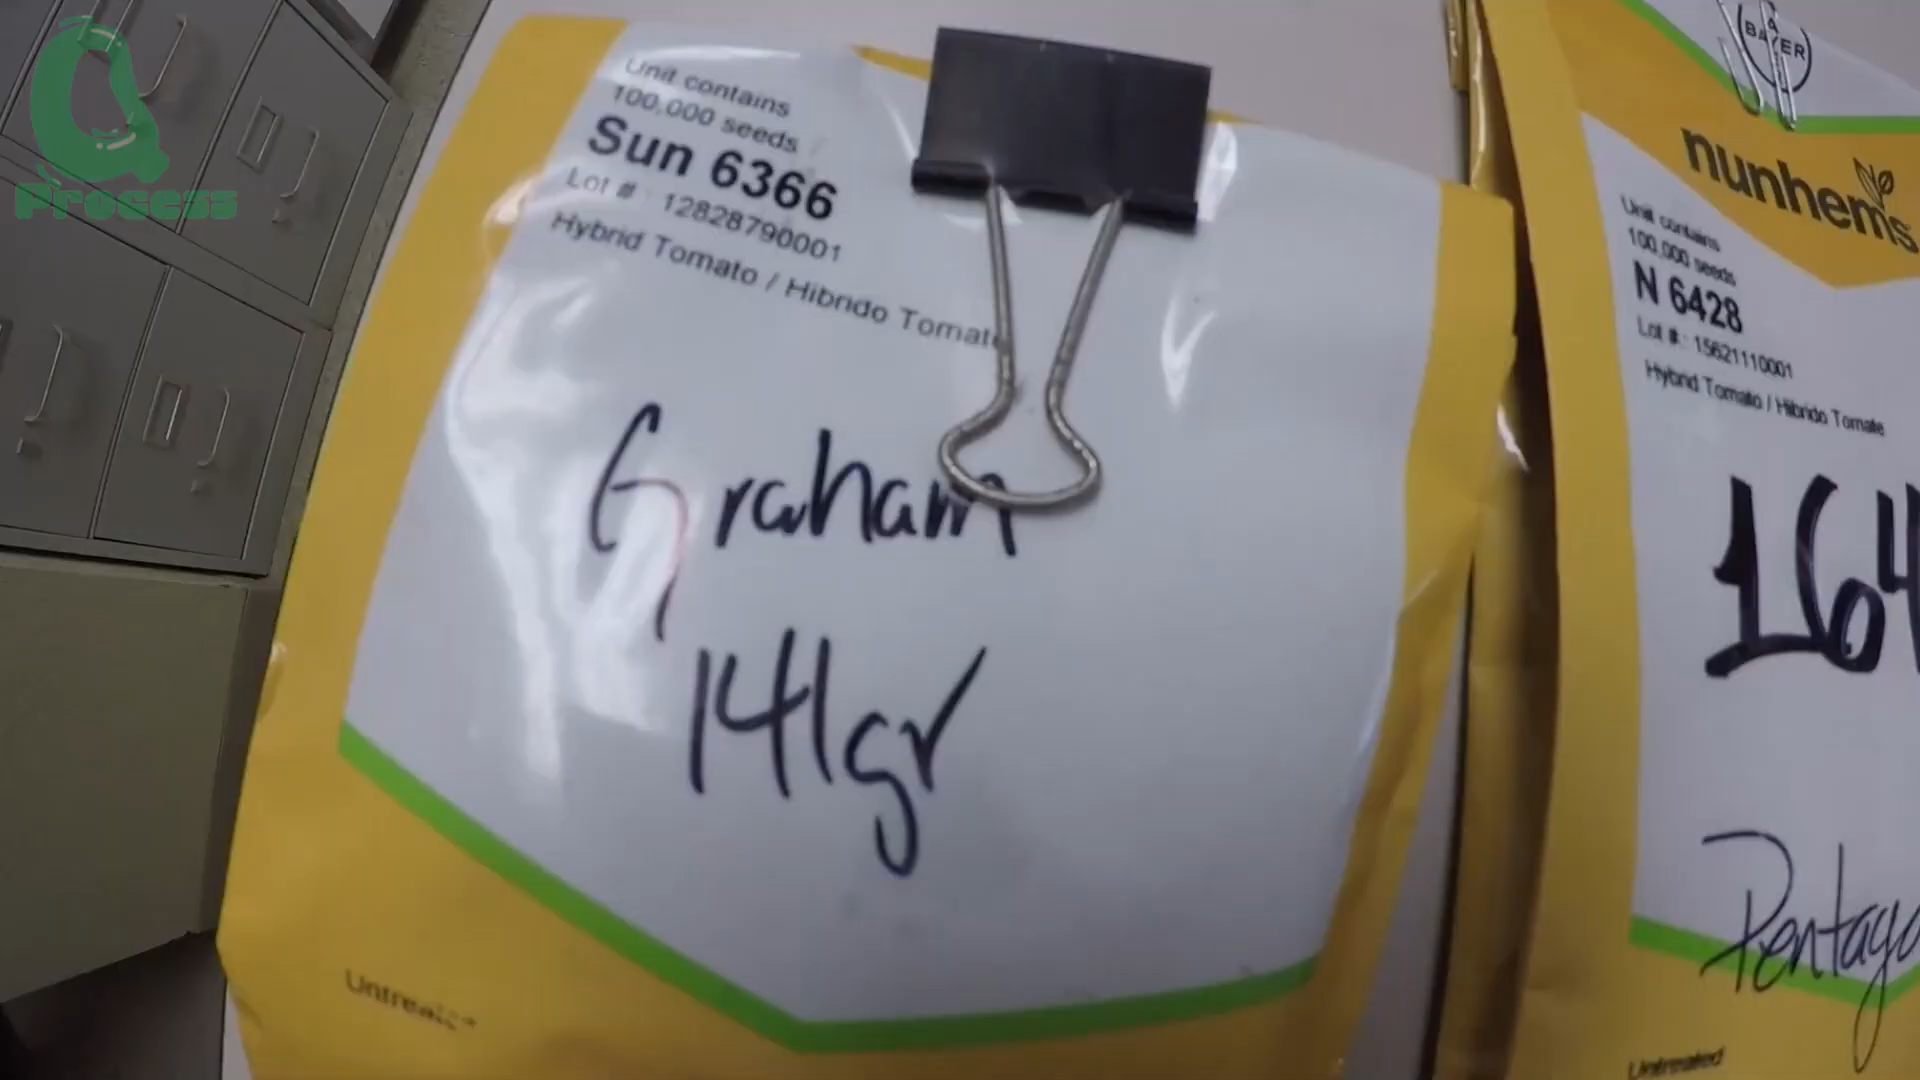 Q
Process
Unit contains
100,000 seeds
Sun 6366
Lot # : 12828790001
Hybrid Tomato / Hibrido Tomate
Graham
141gr
BAYER
nunhems
Unit contains
100,000 seeds
N 6428
Lot #: 15621110001
Hybrid Tomato / Hibrido Tomate
164
Pentago
Untreated